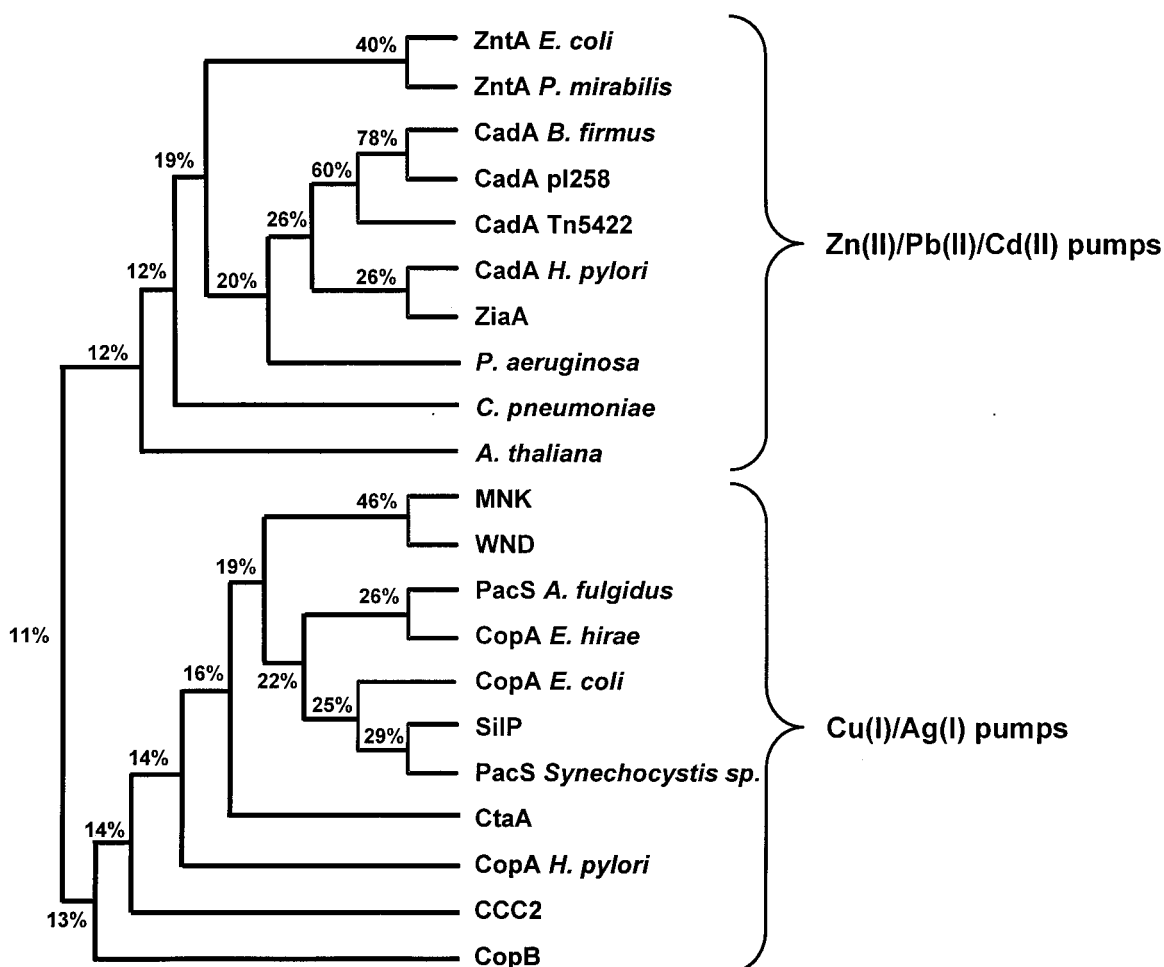 40%
ZntA E. coli
ZntA P. mirabilis
78%
CadA B. firmus
19%
60%
CadA pI258
26%
CadA Tn5422
Zn(II)/Pb(II)/Cd(II) pumps
12%
20%
26%
CadA H. pylori
ZiaA
12%
P. aeruginosa
C. pneumoniae
A. thaliana
46%
MNK
WND
19%
26%
PacS A. fulgidus
11%
CopA E. hirae
16%
22%
25%
CopA E. coli
29%
SilP
Cu(I)/Ag(I) pumps
14%
PacS Synechocystis sp.
14%
CtaA
CopA H. pylori
13%
CCC2
CopB